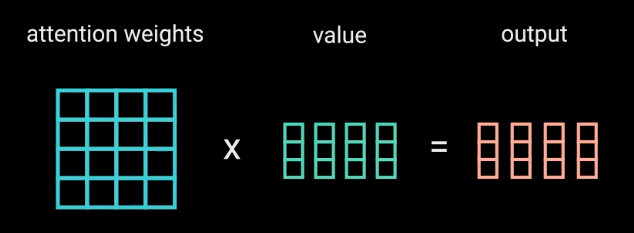 attention weights
value
output
x
=